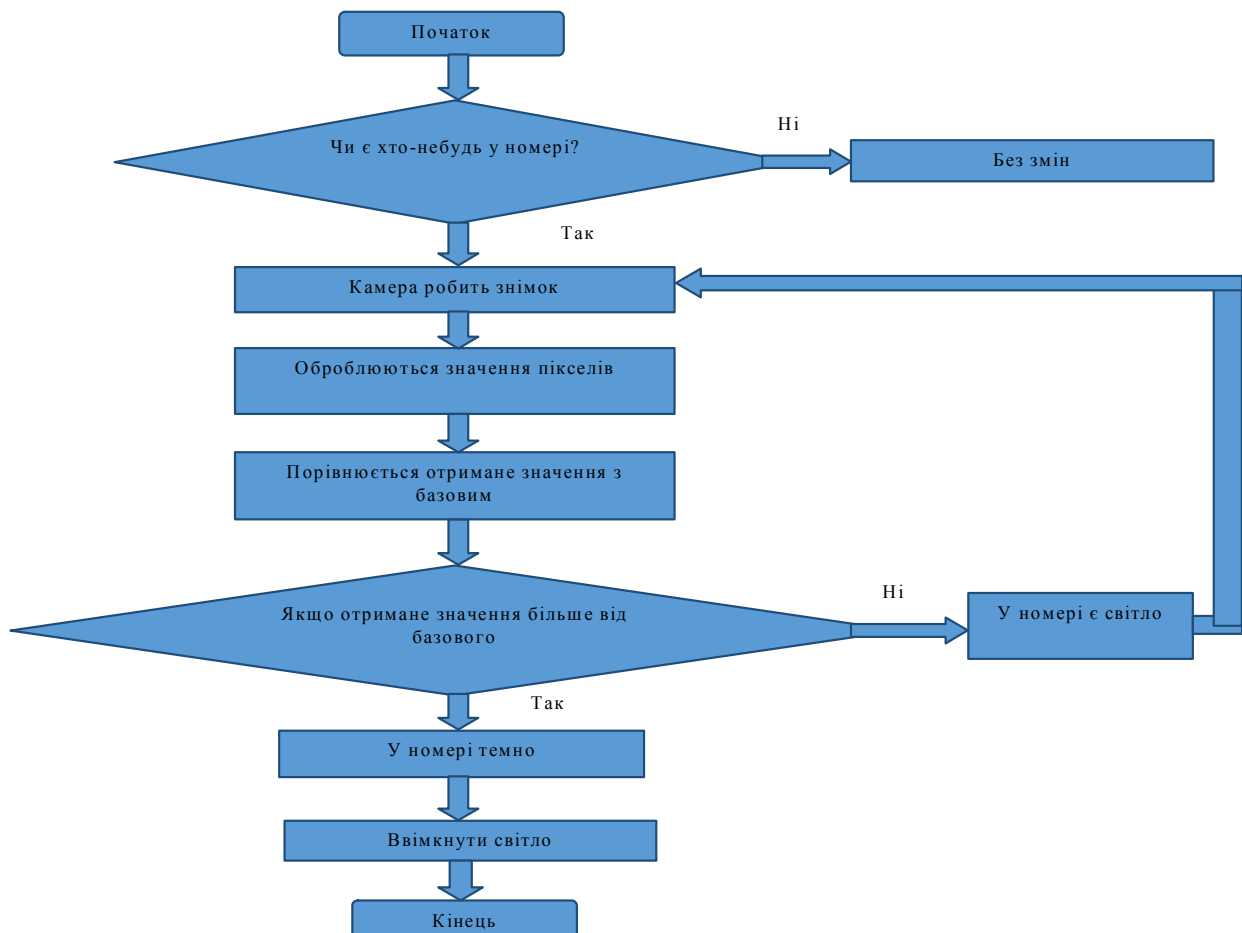 Початок
Чи є хто-небудь у номері?
Ні
Без змін
Так
Камера робить знімок
Оброблюються значення пікселів
Порівнюється отримане значення з
базовим
Якщо отримане значення більше від
базового
Ні
У номері є світло
Так
У номері темно
Ввімкнути світло
Кінець